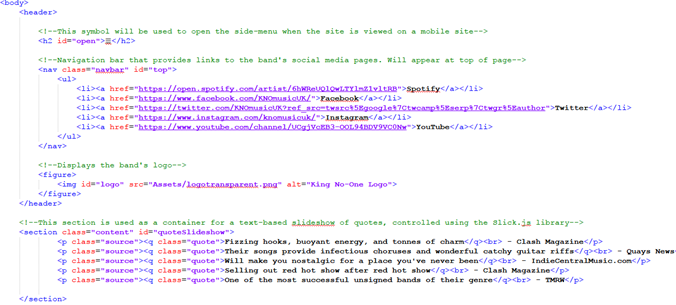 <body>
<header>
<!--This symbol will be used to open the side-menu when the site is viewed on a mobile site-->
<h2 id="open">☰</h2>
<!--Navigation bar that provides links to the band's social media pages. Will appear at top of page-->
<nav class="navbar" id="top">
<ul>
<li><a href="https://open.spotify.com/artist/6hWReUQlQwLTYlmZlvltRB">Spotify</a></li>
<li><a href="https://www.facebook.com/KNOmusicUK/">Facebook</a></li>
<li><a href="https://twitter.com/KNOmusicUK?ref_src=twsrc%5Egoogle%7Ctwcamp%5Eserp%7Ctwgr%5Eauthor">Twitter</a></li>
<li><a href="https://www.instagram.com/knomusicuk/">Instagram</a></li>
<li><a href="https://www.youtube.com/channel/UCgjVcEB3-OOL94BDV9VC0Nw">YouTube</a></li>
</ul>
</nav>
<!--Displays the band's logo-->
<figure>
<img id="logo" src="Assets/logotransparent.png" alt="King No-One Logo">
</figure>
</header>
<!--This section is used as a container for a text-based slideshow of quotes, controlled using the Slick.js library-->
<section class="content" id="quoteSlideshow">
<p class="source"><q class="quote">Fizzing hooks, buoyant energy, and tonnes of charm</q><br> - Clash Magazine</p>
<p class="source"><q class="quote">Their songs provide infectious choruses and wonderful catchy guitar riffs</q><br> - Quays News
<p class="source"><q class="quote">Will make you nostalgic for a place you've never been</q><br> - IndieCentralMusic.com</p>
<p class="source"><q class="quote">Selling out red hot show after red hot show</q><br> - Clash Magazine</p>
<p class="source"><q class="quote">One of the most successful unsigned bands of their genre</q><br> - TMRW</p>
</section>